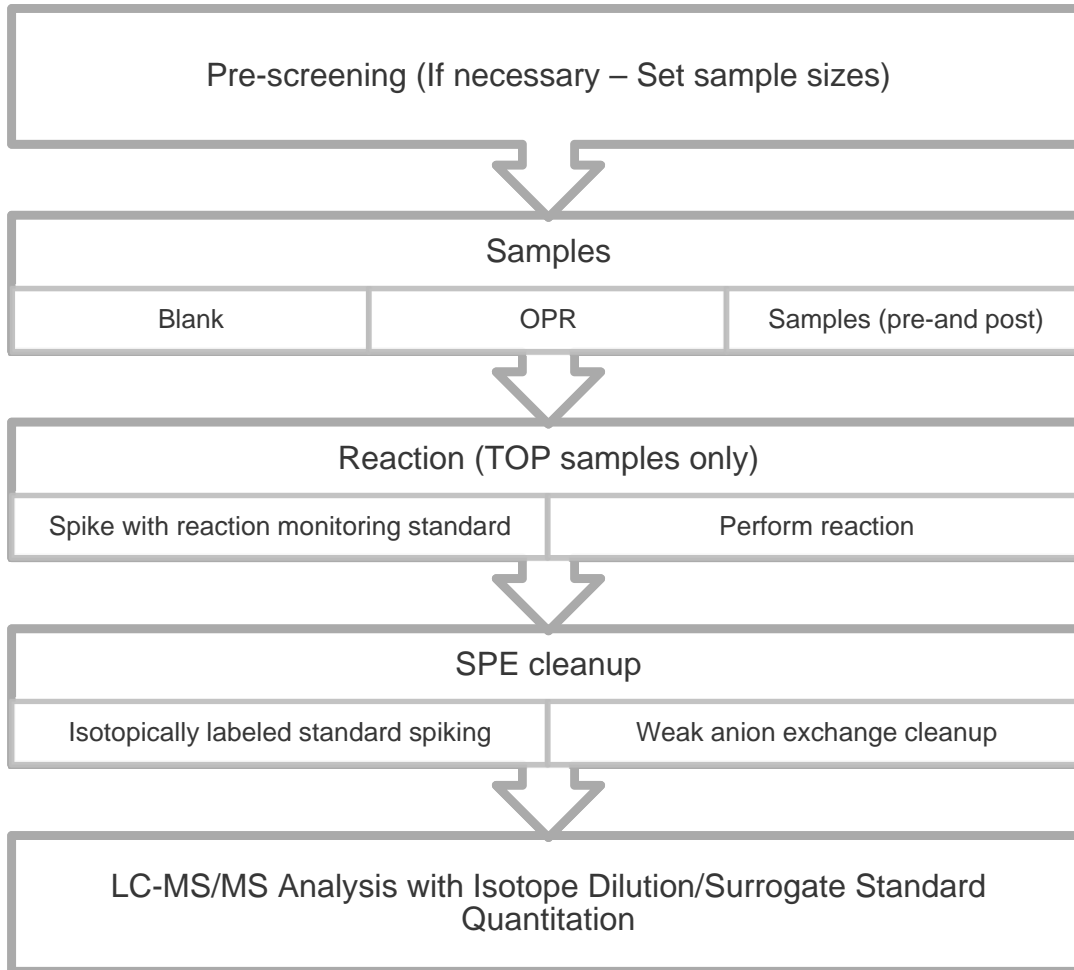 Pre-screening (If necessary – Set sample sizes)
Samples
Blank
OPR
Samples (pre-and post)
Reaction (TOP samples only)
Spike with reaction monitoring standard
Perform reaction
SPE cleanup
Isotopically labeled standard spiking
Weak anion exchange cleanup
LC-MS/MS Analysis with Isotope Dilution/Surrogate Standard
Quantitation